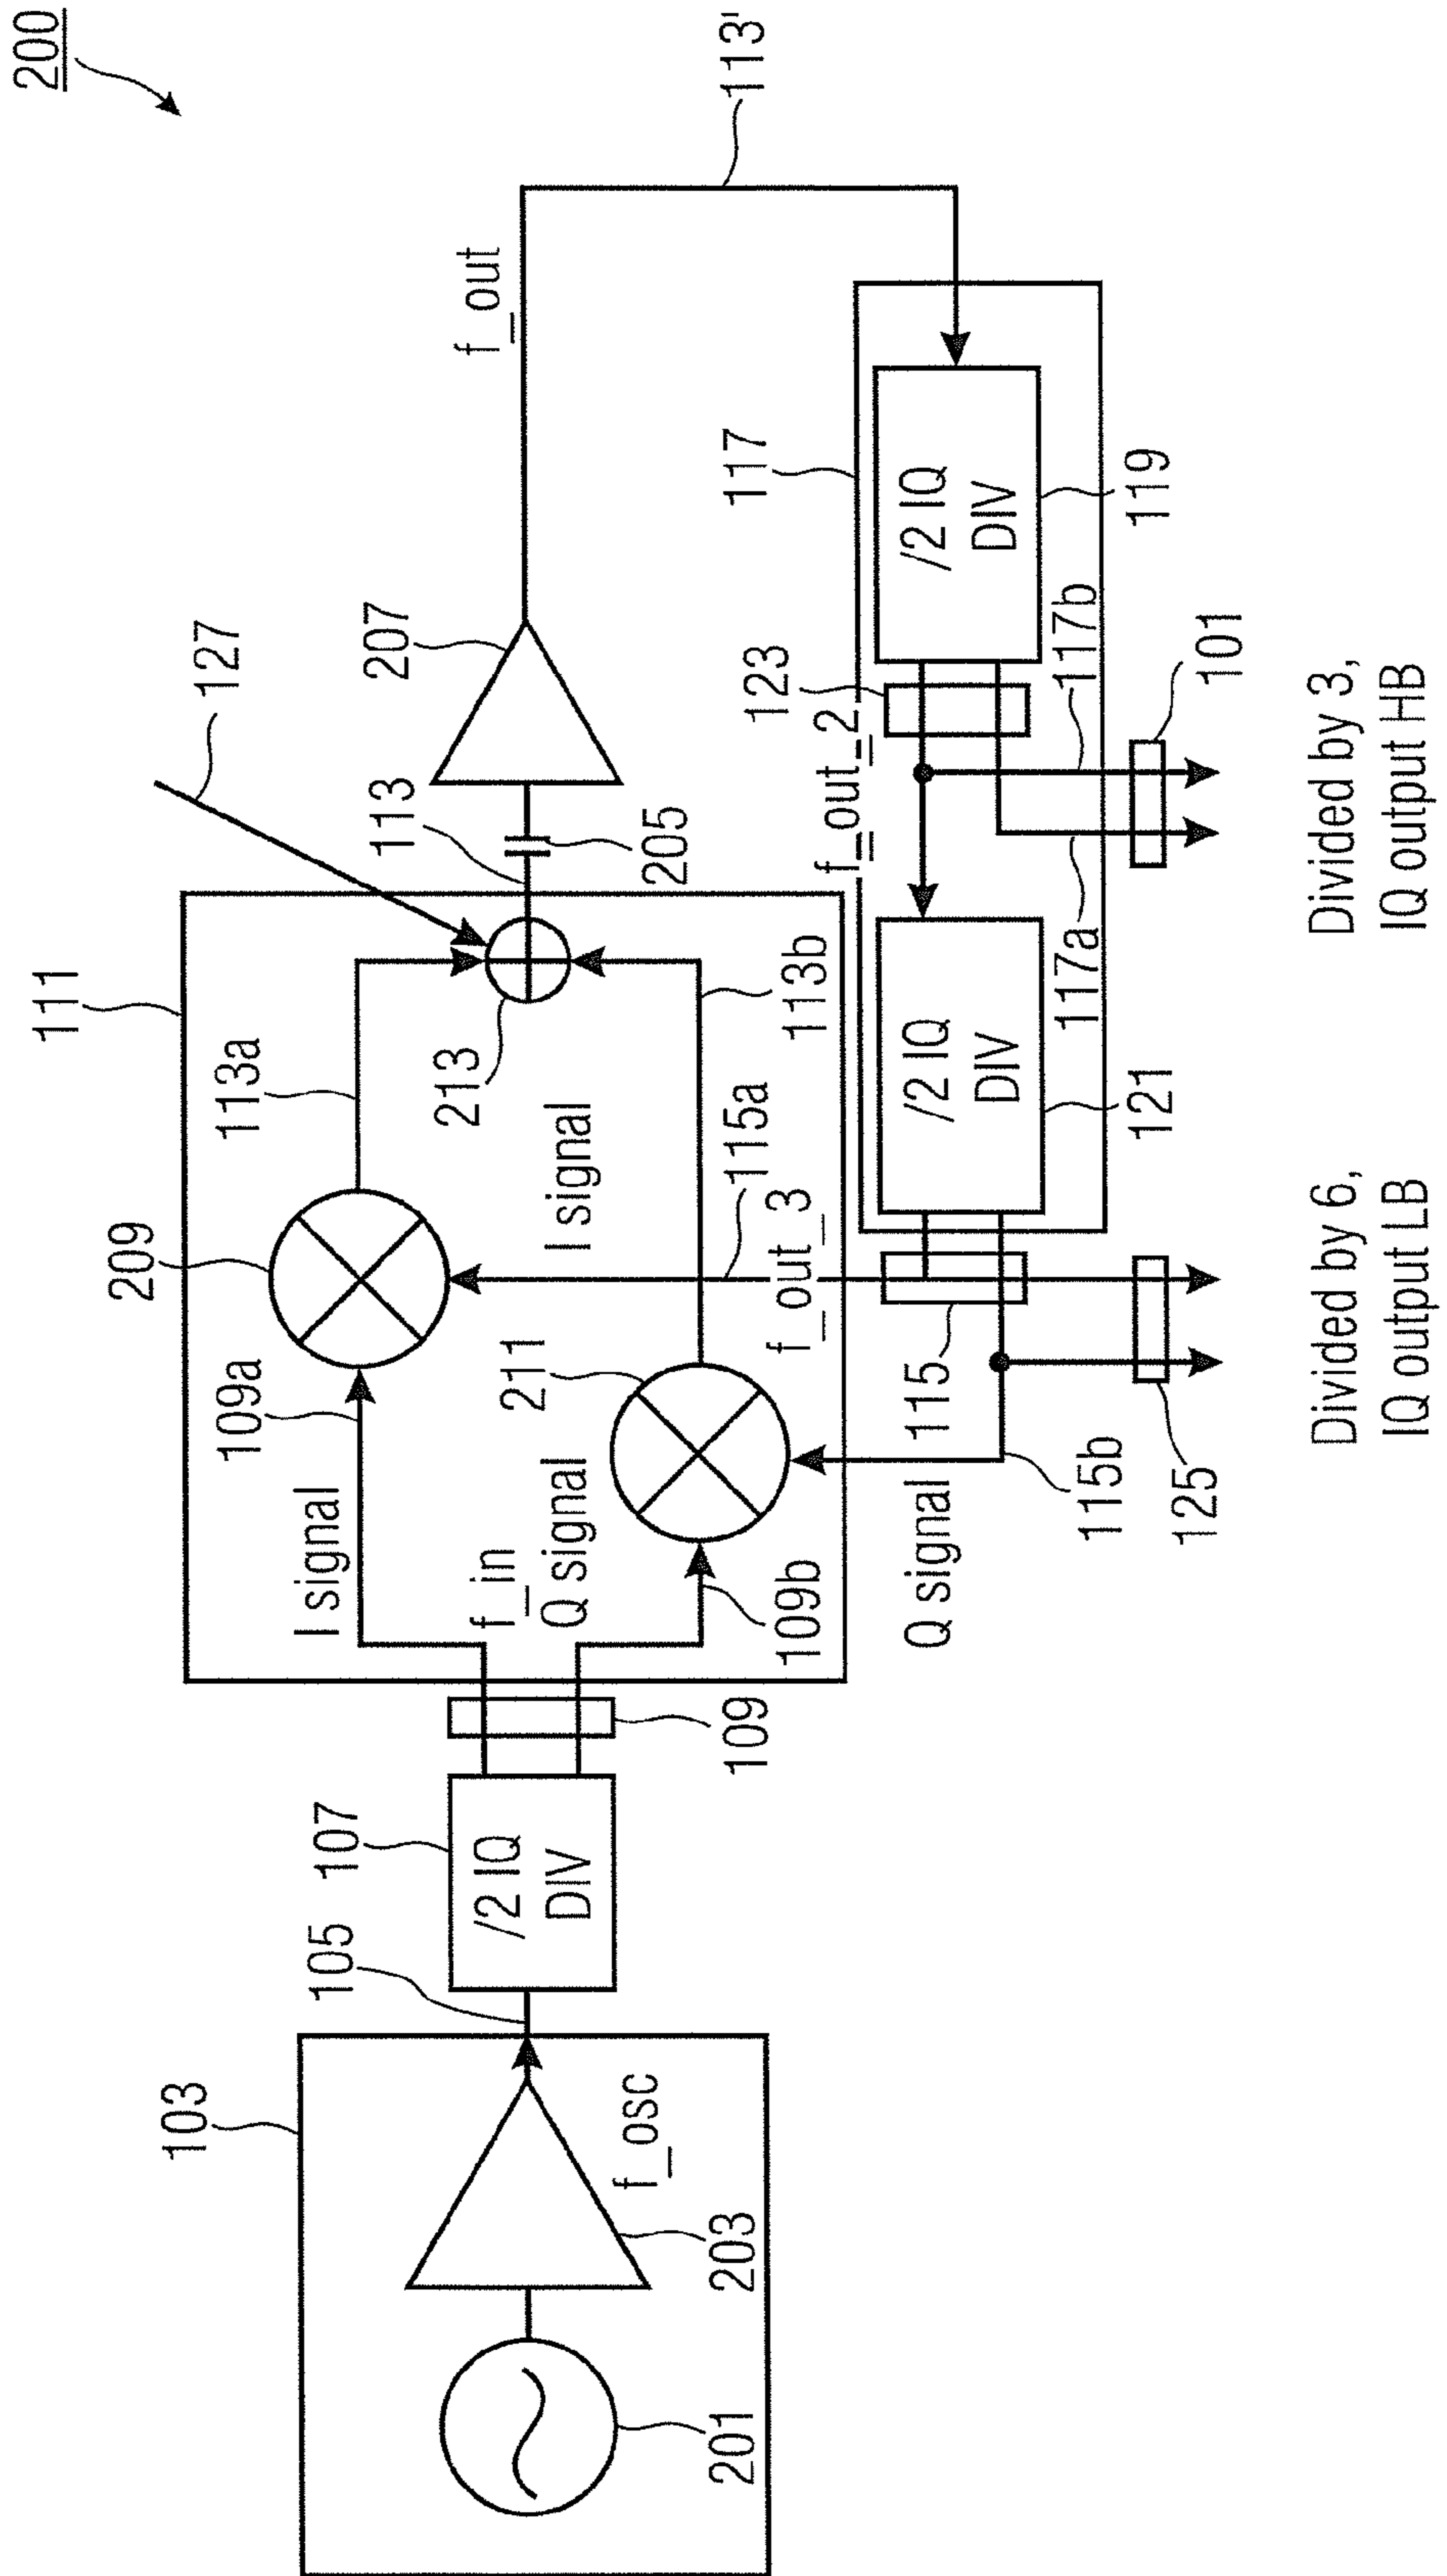 200
103
201
203
f_osc
105
107
/2 IQ
DIV
109
111
I signal
109a
209
f_in
Q signal
109b
211
113a
213
I signal
115a
f_out_3
113b
127
113
205
207
f_out
113'
117
/2 IQ
DIV
119
123
f_out_2
117b
117a
101
/2 IQ
DIV
121
115
Q signal
115b
125
Divided by 6,
IQ output LB
Divided by 3,
IQ output HB